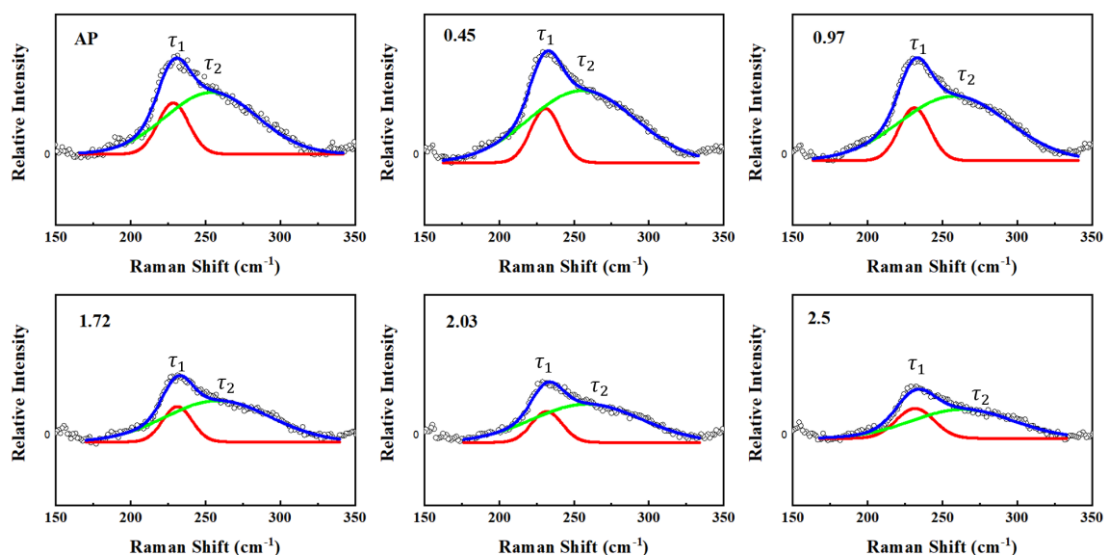 AP
τ1
τ2
Relative Intensity
0
150 200 250 300 350
Raman Shift (cm-1)
0.45
τ1
τ2
Relative Intensity
0
150 200 250 300 350
Raman Shift (cm-1)
0.97
τ1
τ2
Relative Intensity
0
150 200 250 300 350
Raman Shift (cm-1)
1.72
τ1
τ2
Relative Intensity
0
150 200 250 300 350
Raman Shift (cm-1)
2.03
τ1
τ2
Relative Intensity
0
150 200 250 300 350
Raman Shift (cm-1)
2.5
τ1
τ2
Relative Intensity
0
150 200 250 300 350
Raman Shift (cm-1)